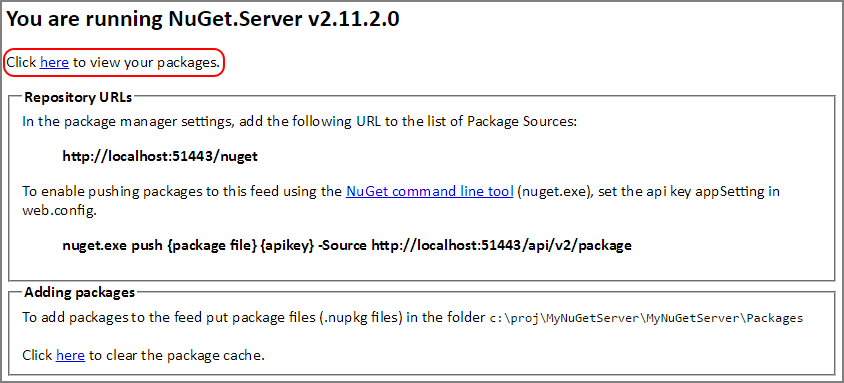 You are running NuGet.Server v2.11.2.0
Click here to view your packages.
Repository URLs
In the package manager settings, add the following URL to the list of Package Sources:
http://localhost:51443/nuget
To enable pushing packages to this feed using the NuGet command line tool (nuget.exe), set the api key appSetting in
web.config.
nuget.exe push {package file} {apikey} -Source http://localhost:51443/api/v2/package
Adding packages
To add packages to the feed put package files (.nupkg files) in the folder c:\proj\MyNuGetServer\MyNuGetServer\Packages
Click here to clear the package cache.